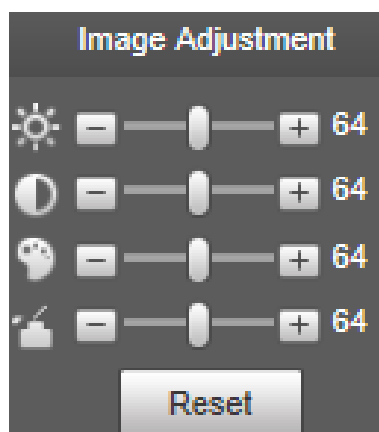 Image Adjustment
- + 64
- + 64
- + 64
- + 64
Reset